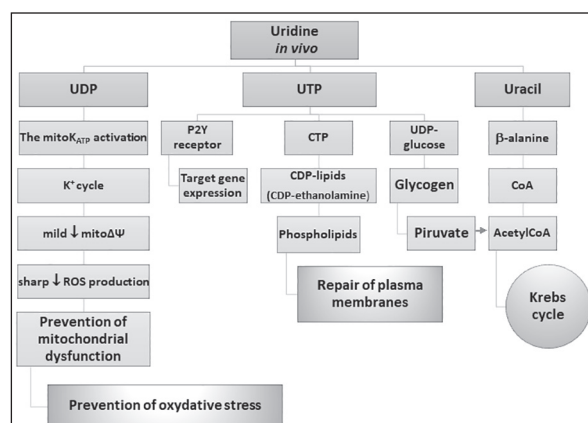 Uridine
in vivo
UDP
UTP
Uracil
The mitoK_ATP activation
P2Y
receptor
CTP
UDP-
glucose
β-alanine
K⁺ cycle
Target gene
expression
CDP-lipids
(CDP-ethanolamine)
Glycogen
CoA
mild ↓ mitoΔΨ
Phospholipids
Piruvate
AcetylCoA
sharp ↓ ROS production
Repair of plasma
membranes
Krebs
cycle
Prevention of
mitochondrial
dysfunction
Prevention of oxydative stress